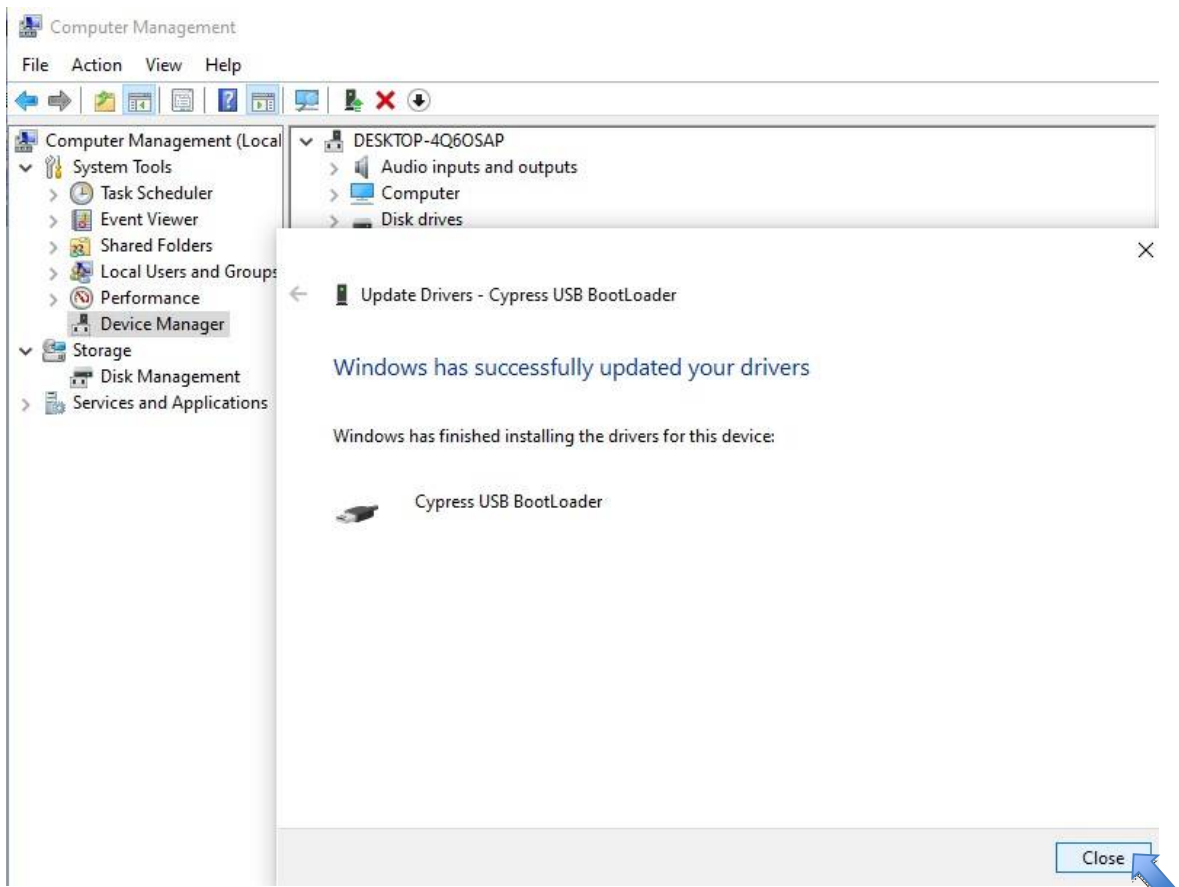 Computer Management
File Action View Help
Computer Management (Local
System Tools
Task Scheduler
Event Viewer
Shared Folders
Local Users and Groups
Performance
Device Manager
Storage
Disk Management
Services and Applications
DESKTOP-4Q6OSAP
Audio inputs and outputs
Computer
Disk drives
Update Drivers - Cypress USB BootLoader
Windows has successfully updated your drivers
Windows has finished installing the drivers for this device:
Cypress USB BootLoader
Close